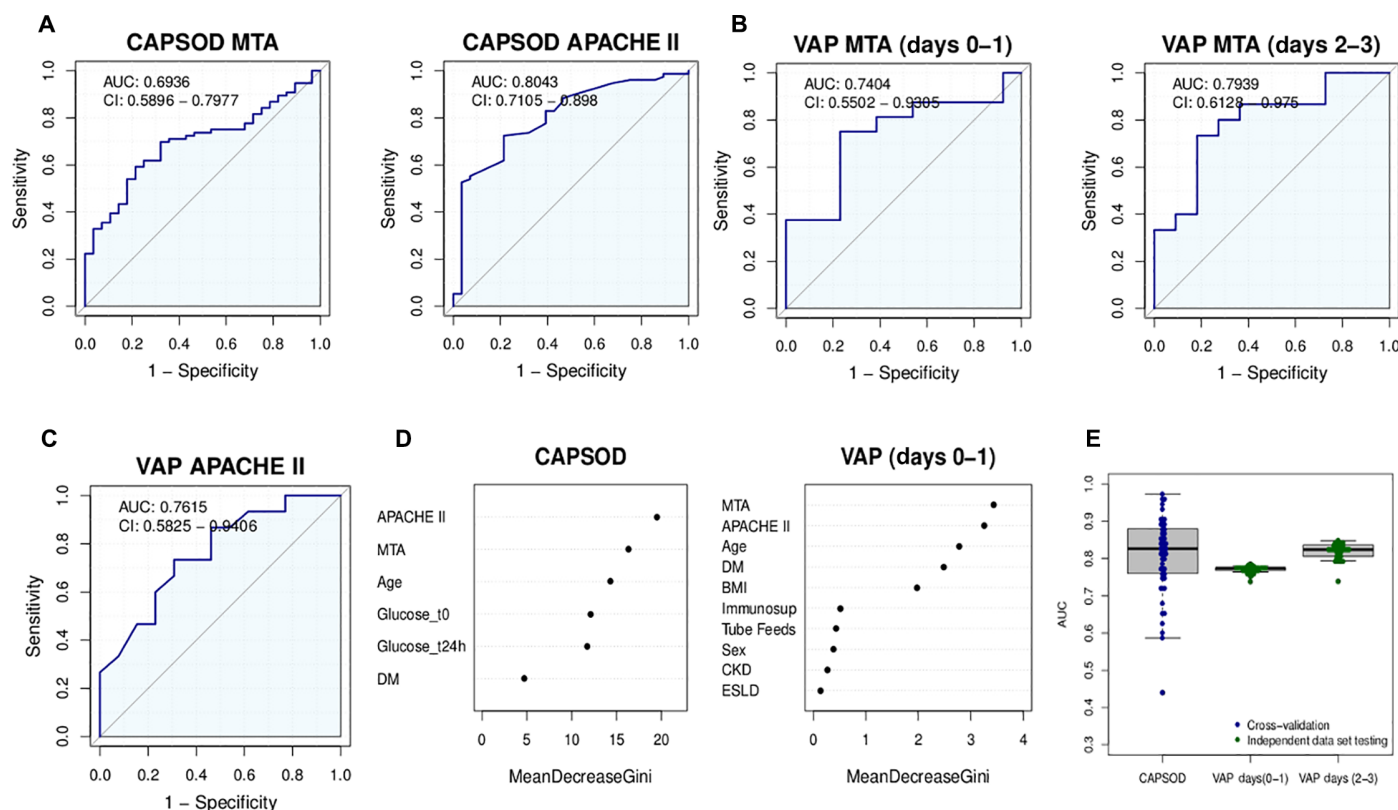 A
CAPSOD MTA
AUC: 0.6936
CI: 0.5896 – 0.7977
Sensitivity
0.0 0.2 0.4 0.6 0.8 1.0
0.0 0.2 0.4 0.6 0.8 1.0
1 – Specificity
CAPSOD APACHE II
AUC: 0.8043
CI: 0.7105 – 0.898
Sensitivity
0.0 0.2 0.4 0.6 0.8 1.0
0.0 0.2 0.4 0.6 0.8 1.0
1 – Specificity
B
VAP MTA (days 0–1)
AUC: 0.7404
CI: 0.5502 – 0.9305
Sensitivity
0.0 0.2 0.4 0.6 0.8 1.0
0.0 0.2 0.4 0.6 0.8 1.0
1 – Specificity
VAP MTA (days 2–3)
AUC: 0.7939
CI: 0.6128 – 0.975
Sensitivity
0.0 0.2 0.4 0.6 0.8 1.0
0.0 0.2 0.4 0.6 0.8 1.0
1 – Specificity
C
VAP APACHE II
AUC: 0.7615
CI: 0.5825 – 0.9406
Sensitivity
0.0 0.2 0.4 0.6 0.8 1.0
0.0 0.2 0.4 0.6 0.8 1.0
1 – Specificity
D
CAPSOD
APACHE II
MTA
Age
Glucose_t0
Glucose_t24h
DM
0 5 10 15 20
MeanDecreaseGini
VAP (days 0–1)
MTA
APACHE II
Age
DM
BMI
Immunosup
Tube Feeds
Sex
CKD
ESLD
0 1 2 3 4
MeanDecreaseGini
E
AUC
0.3 0.4 0.5 0.6 0.7 0.8 0.9 1.0
Cross–validation
Independent data set testing
CAPSOD VAP days(0–1) VAP days (2–3)